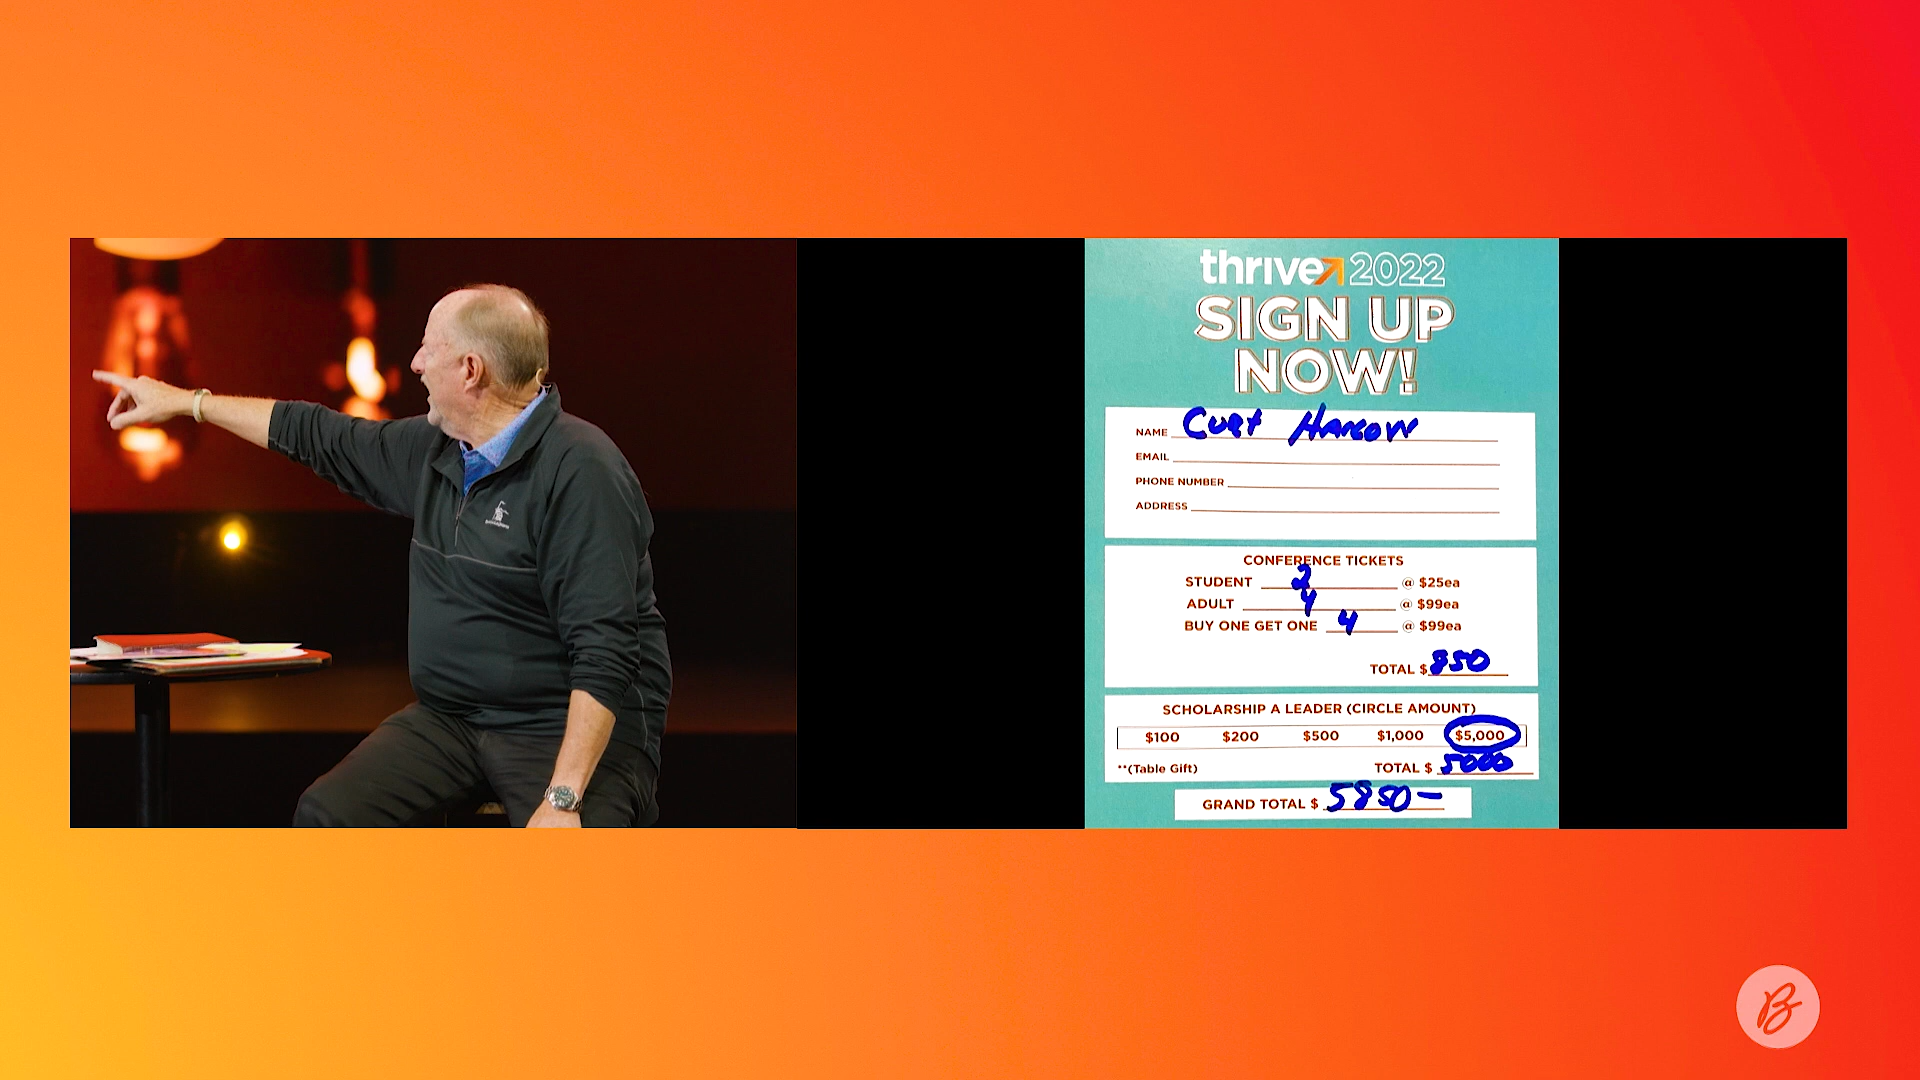 thrive 2022
SIGN UP
NOW!
NAME Curt Harlow
EMAIL
PHONE NUMBER
ADDRESS
CONFERENCE TICKETS
STUDENT 2 @ $25ea
ADULT 4 @ $99ea
BUY ONE GET ONE 4 @ $99ea
TOTAL $ 850
SCHOLARSHIP A LEADER (CIRCLE AMOUNT)
$100 $200 $500 $1,000 $5,000
**(Table Gift) TOTAL $ 5000
GRAND TOTAL $ 5850—
B